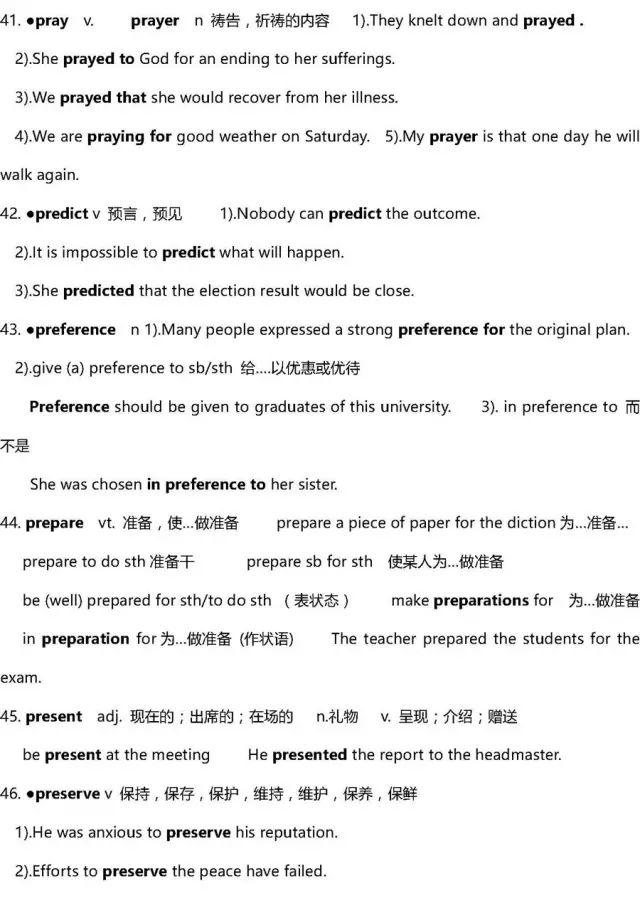 41. ●pray v. prayer n 祷告，祈祷的内容 1).They knelt down and prayed .
2).She prayed to God for an ending to her sufferings.
3).We prayed that she would recover from her illness.
4).We are praying for good weather on Saturday. 5).My prayer is that one day he will
walk again.
42. ●predict v 预言，预见 1).Nobody can predict the outcome.
2).It is impossible to predict what will happen.
3).She predicted that the election result would be close.
43. ●preference n 1).Many people expressed a strong preference for the original plan.
2).give (a) preference to sb/sth 给....以优惠或优待
Preference should be given to graduates of this university. 3). in preference to 而
不是
She was chosen in preference to her sister.
44. prepare vt. 准备，使...做准备 prepare a piece of paper for the diction 为...准备...
prepare to do sth 准备干 prepare sb for sth 使某人为...做准备
be (well) prepared for sth/to do sth （表状态） make preparations for 为...做准备
in preparation for 为...做准备 (作状语) The teacher prepared the students for the
exam.
45. present adj. 现在的；出席的；在场的 n.礼物 v. 呈现；介绍；赠送
be present at the meeting He presented the report to the headmaster.
46. ●preserve v 保持，保存，保护，维持，维护，保养，保鲜
1).He was anxious to preserve his reputation.
2).Efforts to preserve the peace have failed.